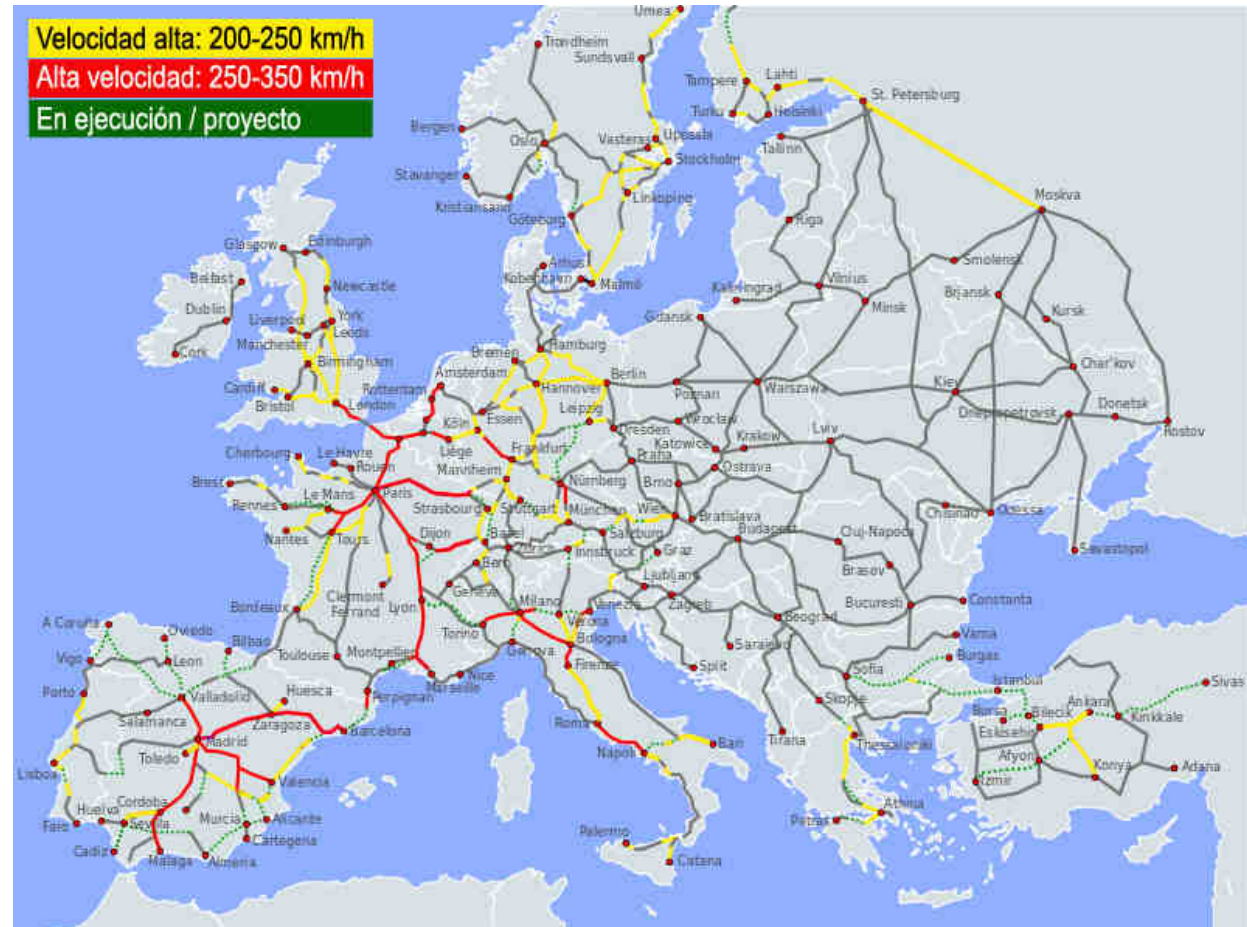 Velocidad alta: 200-250 km/h
Alta velocidad: 250-350 km/h
En ejecución / proyecto
Umea
Trondheim
Sundsvall
Tampere
Lahti
St. Petersburg
Turku
Helsinki
Bergen
Oslo
Vasteras
Uppsala
Stockholm
Tallinn
Stavanger
Kristiansand
Linkoping
Göteborg
Moskva
Riga
Glasgow
Edinburgh
Smolensk
Belfast
Newcastle
Arhus
Kobenhavn
Malmö
Kaliningrad
Vilnius
Minsk
Brjansk
Dublin
Liverpool
York
Leeds
Manchester
Gdansk
Kursk
Cork
Birmingham
Bremen
Hamburg
Char'kov
Cardiff
Bristol
London
Rotterdam
Amsterdam
Hannover
Berlin
Poznan
Warszawa
Kiev
Dnepropetrovsk
Donetsk
Rostov
Essen
Leipzig
Köln
Dresden
Wroclaw
Lviv
Katowice
Krakow
Cherbourg
Le Havre
Rouen
Liège
Frankfurt
Mannheim
Praha
Ostrava
Brest
Rennes
Le Mans
Paris
Nürnberg
Brno
Strasbourg
Stuttgart
München
Wien
Bratislava
Chisinau
Odessa
Nantes
Tours
Dijon
Basel
Zürich
Salzburg
Innsbruck
Budapest
Cluj-Napoca
Sevastopol
Bern
Graz
Ljubljana
Brasov
Bordeaux
Clermont
Ferrand
Lyon
Genève
Milano
Verona
Venezia
Zagreb
Bucuresti
Constanta
A Coruña
Oviedo
Bilbao
Torino
Bologna
Beograd
Vigo
Leon
Toulouse
Montpellier
Genova
Firenze
Sarajevo
Varna
Burgas
Porto
Valladolid
Huesca
Perpignan
Marseille
Nice
Split
Sofia
Istanbul
Sivas
Salamanca
Zaragoza
Barcelona
Roma
Skopje
Bursa
Bilecik
Ankara
Kirikkale
Eskisehir
Madrid
Toledo
Napoli
Bari
Tirana
Thessaloniki
Afyon
Lisboa
Valencia
Izmir
Konya
Adana
Faro
Huelva
Cordoba
Sevilla
Murcia
Alicante
Cartagena
Palermo
Patras
Athina
Cadiz
Malaga
Almeria
Catana